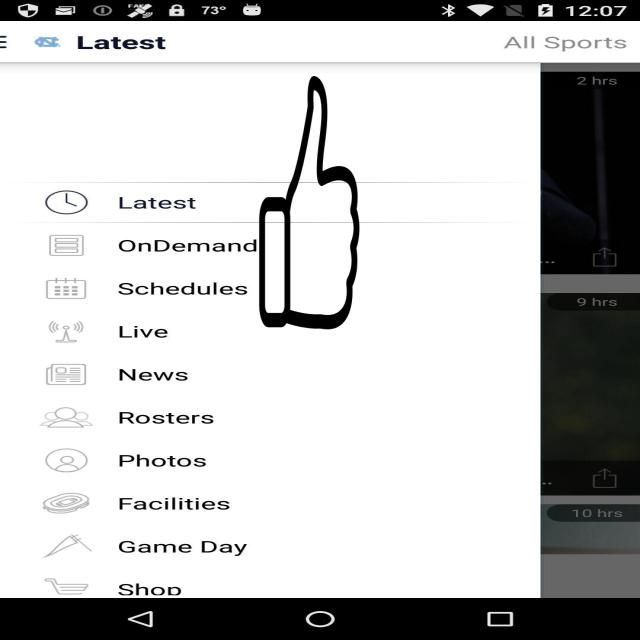 73° 12:07
Latest All Sports
2 hrs
Latest
OnDemand
Schedules
9 hrs
Live
News
Rosters
Photos
Facilities
10 hrs
Game Day
Shop